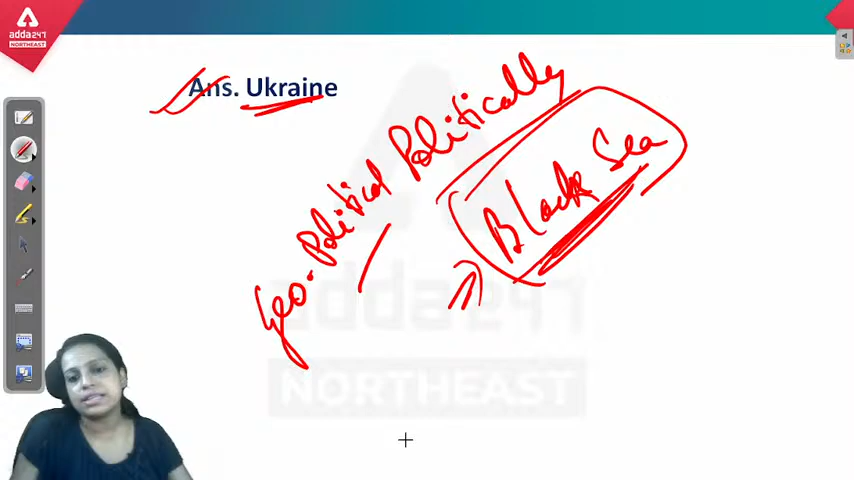 adda247
NORTHEAST
Ans. Ukraine
Geo-Political Politically
Black Sea
adda247
NORTHEAST